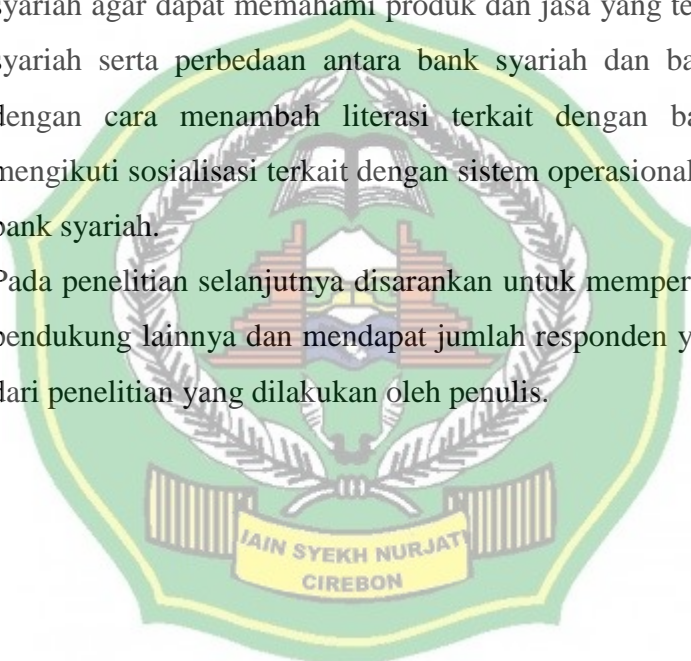 syariah agar dapat memahami produk dan jasa yang te
syariah serta perbedaan antara bank syariah dan ba
dengan cara menambah literasi terkait dengan ba
mengikuti sosialisasi terkait dengan sistem operasional
bank syariah.
Pada penelitian selanjutnya disarankan untuk memper
pendukung lainnya dan mendapat jumlah responden y
dari penelitian yang dilakukan oleh penulis.
IAIN SYEKH NURJATI
CIREBON